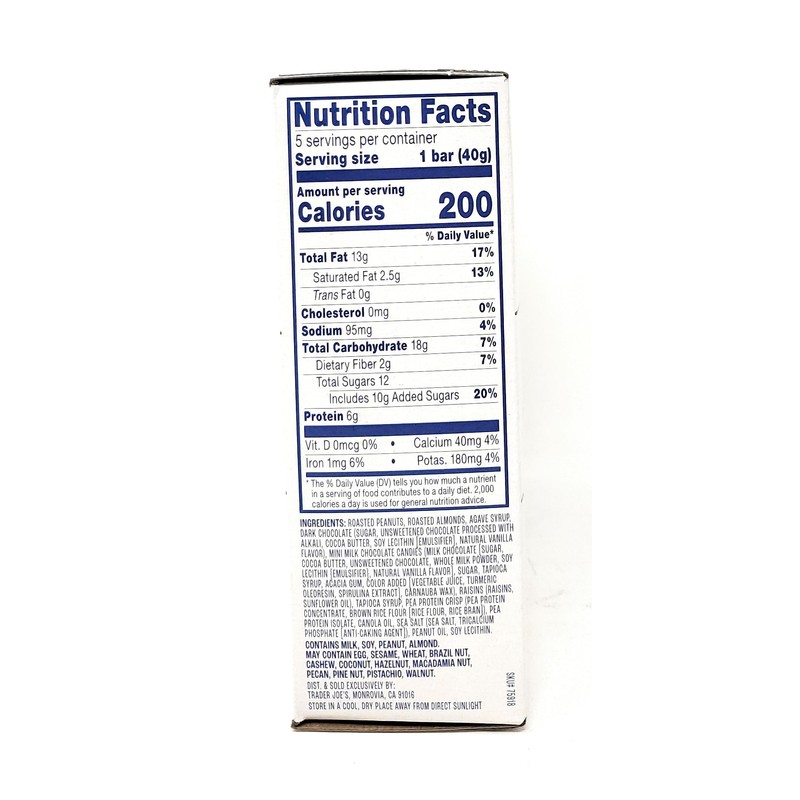 Nutrition Facts
5 servings per container
Serving size 1 bar (40g)
Amount per serving
Calories 200
% Daily Value*
Total Fat 13g 17%
Saturated Fat 2.5g 13%
Trans Fat 0g
Cholesterol 0mg 0%
Sodium 95mg 4%
Total Carbohydrate 18g 7%
Dietary Fiber 2g 7%
Total Sugars 12
Includes 10g Added Sugars 20%
Protein 6g
Vit. D 0mcg 0% • Calcium 40mg 4%
Iron 1mg 6% • Potas. 180mg 4%
* The % Daily Value (DV) tells you how much a nutrient
in a serving of food contributes to a daily diet. 2,000
calories a day is used for general nutrition advice.
INGREDIENTS: ROASTED PEANUTS, ROASTED ALMONDS, AGAVE SYRUP,
DARK CHOCOLATE (SUGAR, UNSWEETENED CHOCOLATE PROCESSED WITH
ALKALI, COCOA BUTTER, SOY LECITHIN [EMULSIFIER], NATURAL VANILLA
FLAVOR), MINI MILK CHOCOLATE CANDIES (MILK CHOCOLATE [SUGAR,
COCOA BUTTER, UNSWEETENED CHOCOLATE, WHOLE MILK POWDER, SOY
LECITHIN [EMULSIFIER], NATURAL VANILLA FLAVOR], SUGAR, TAPIOCA
SYRUP, ACACIA GUM, COLOR ADDED [VEGETABLE JUICE, TURMERIC
OLEORESIN, SPIRULINA EXTRACT], CARNAUBA WAX), RAISINS (RAISINS,
SUNFLOWER OIL), TAPIOCA SYRUP, PEA PROTEIN CRISP (PEA PROTEIN
CONCENTRATE, BROWN RICE FLOUR [RICE FLOUR, RICE BRAN]), PEA
PROTEIN ISOLATE, CANOLA OIL, SEA SALT (SEA SALT, TRICALCIUM
PHOSPHATE [ANTI-CAKING AGENT]), PEANUT OIL, SOY LECITHIN.
CONTAINS MILK, SOY, PEANUT, ALMOND.
MAY CONTAIN EGG, SESAME, WHEAT, BRAZIL NUT,
CASHEW, COCONUT, HAZELNUT, MACADAMIA NUT,
PECAN, PINE NUT, PISTACHIO, WALNUT.
DIST. & SOLD EXCLUSIVELY BY:
TRADER JOE'S, MONROVIA, CA 91016
STORE IN A COOL, DRY PLACE AWAY FROM DIRECT SUNLIGHT
SKU# 75918